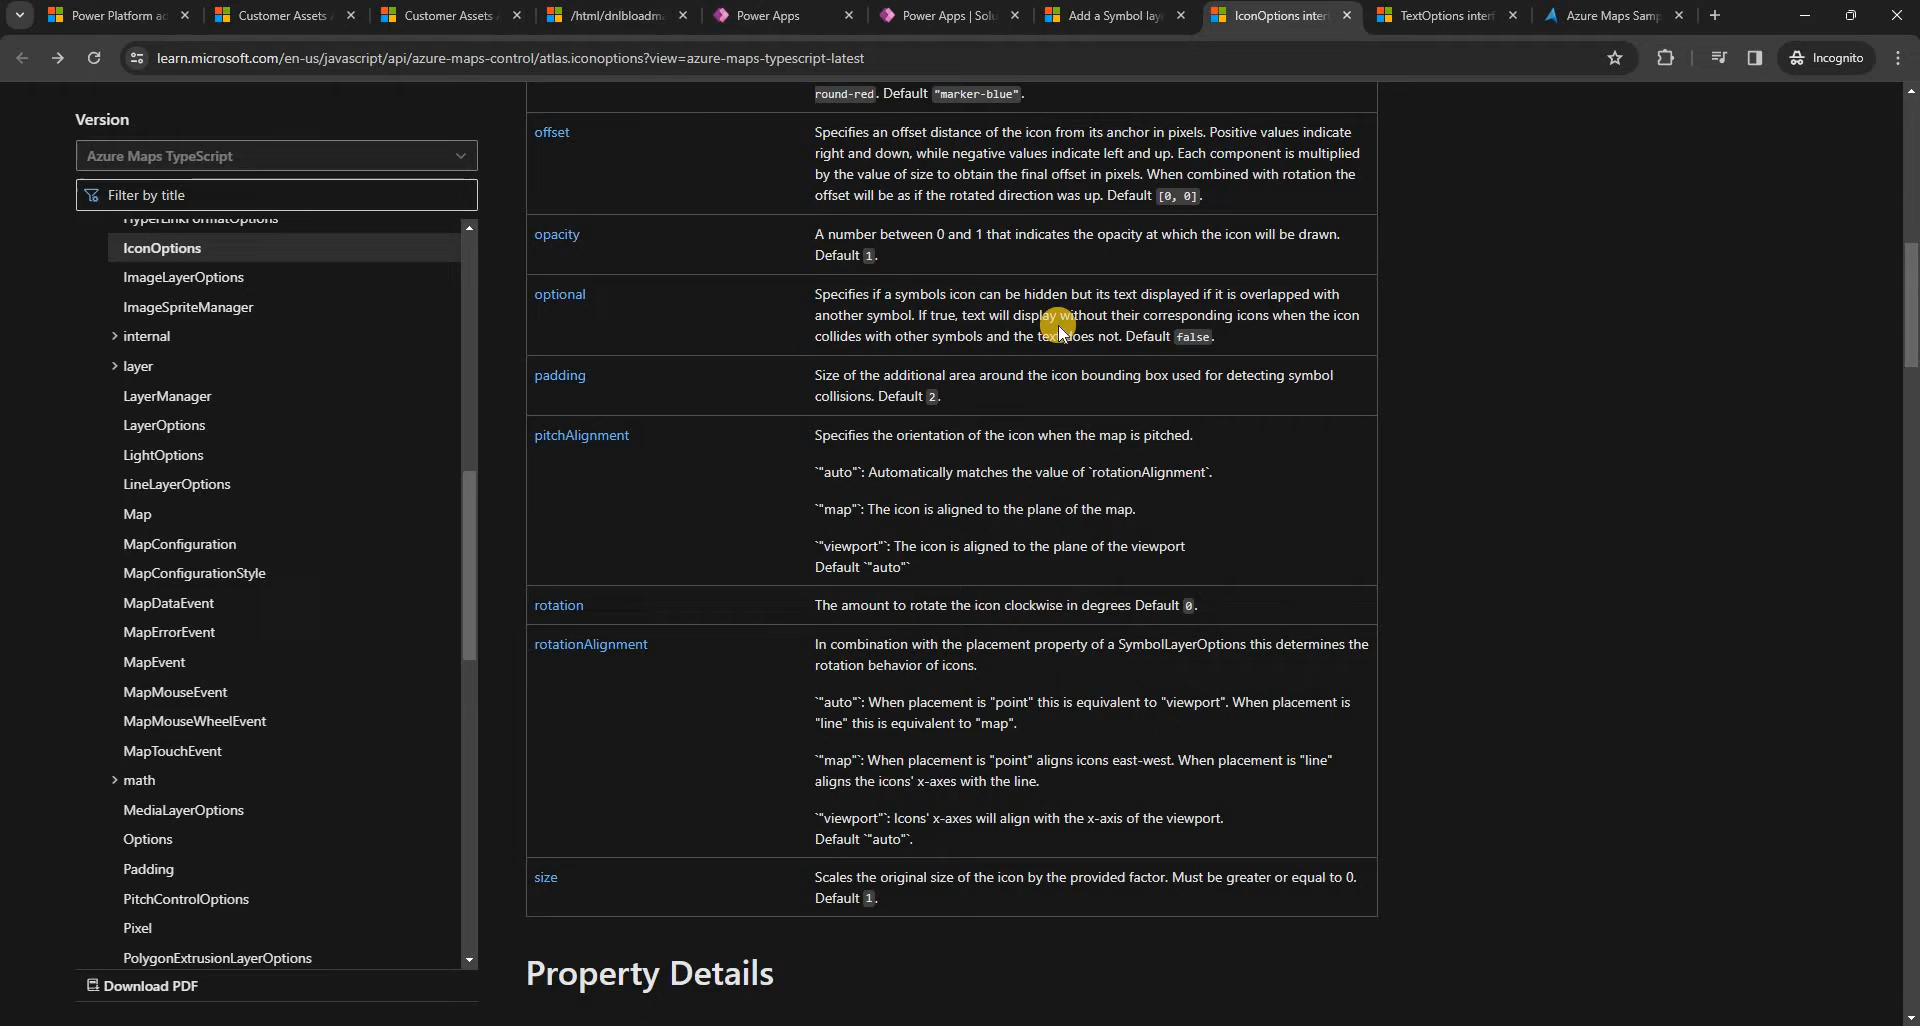 Power Platform ac
Customer Assets
Customer Assets
/html/dnlbloadm
Power Apps
Power Apps | Solu
Add a Symbol lay
IconOptions inter
TextOptions interf
Azure Maps Samp
learn.microsoft.com/en-us/javascript/api/azure-maps-control/atlas.iconoptions?view=azure-maps-typescript-latest
Incognito
Version
Azure Maps TypeScript
Filter by title
HyperLinkFormatOptions
IconOptions
ImageLayerOptions
ImageSpriteManager
internal
layer
LayerManager
LayerOptions
LightOptions
LineLayerOptions
Map
MapConfiguration
MapConfigurationStyle
MapDataEvent
MapErrorEvent
MapEvent
MapMouseEvent
MapMouseWheelEvent
MapTouchEvent
math
MediaLayerOptions
Options
Padding
PitchControlOptions
Pixel
PolygonExtrusionLayerOptions
Download PDF
round-red. Default "marker-blue".
offset
Specifies an offset distance of the icon from its anchor in pixels. Positive values indicate
right and down, while negative values indicate left and up. Each component is multiplied
by the value of size to obtain the final offset in pixels. When combined with rotation the
offset will be as if the rotated direction was up. Default [0, 0].
opacity
A number between 0 and 1 that indicates the opacity at which the icon will be drawn.
Default 1.
optional
Specifies if a symbols icon can be hidden but its text displayed if it is overlapped with
another symbol. If true, text will display without their corresponding icons when the icon
collides with other symbols and the text does not. Default false.
padding
Size of the additional area around the icon bounding box used for detecting symbol
collisions. Default 2.
pitchAlignment
Specifies the orientation of the icon when the map is pitched.
`"auto"`: Automatically matches the value of `rotationAlignment`.
`"map"`: The icon is aligned to the plane of the map.
`"viewport"`: The icon is aligned to the plane of the viewport
Default `"auto"`
rotation
The amount to rotate the icon clockwise in degrees Default 0.
rotationAlignment
In combination with the placement property of a SymbolLayerOptions this determines the
rotation behavior of icons.
`"auto"`: When placement is "point" this is equivalent to "viewport". When placement is
"line" this is equivalent to "map".
`"map"`: When placement is "point" aligns icons east-west. When placement is "line"
aligns the icons' x-axes with the line.
`"viewport"`: Icons' x-axes will align with the x-axis of the viewport.
Default `"auto"`.
size
Scales the original size of the icon by the provided factor. Must be greater or equal to 0.
Default 1.
Property Details